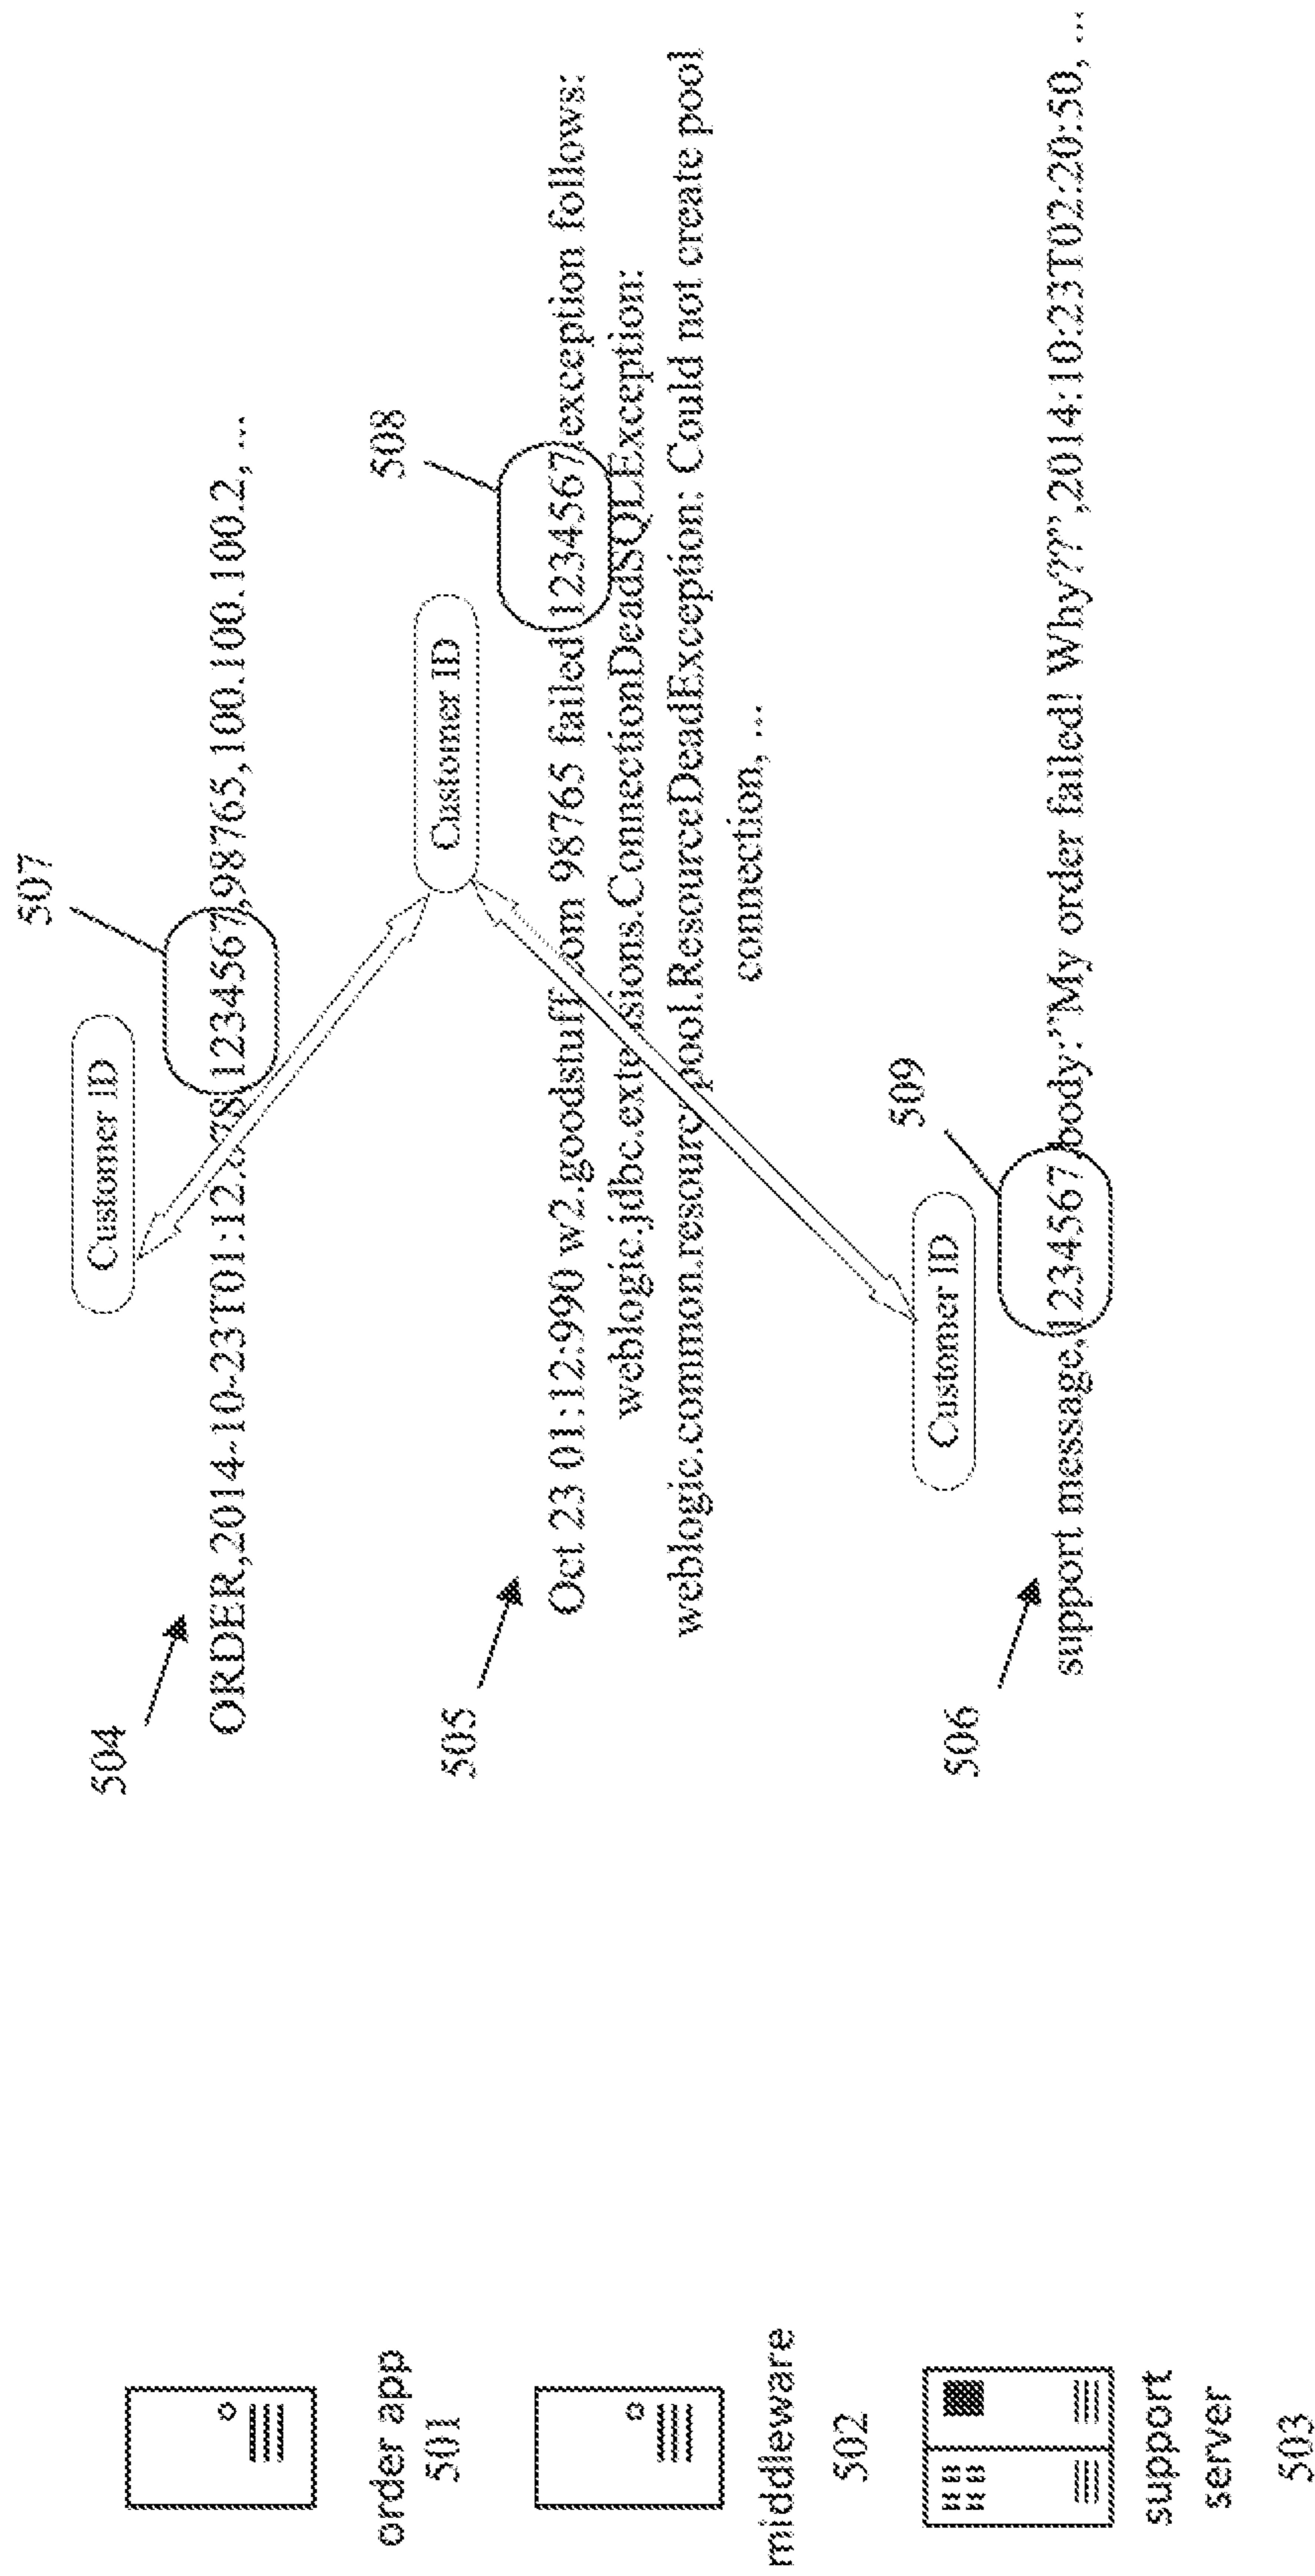 507
Customer ID
504
ORDER,2014-10-23T01:12: 8 1234567,98765,100.100.100.2, ...
order app
501
508
Customer ID
505
Oct 23 01:12:990 w2.goodstuff.com 98765 failed 1234567 exception follows:
weblogic.jdbc.extensions.ConnectionDeadSQLException:
weblogic.common.resourcepool.ResourceDeadException: Could not create pool
connection, ...
middleware
502
509
Customer ID
506
support message, 1234567 body:"My order failed! Why??",2014:10:23T02:20:50, ...
support
server
503